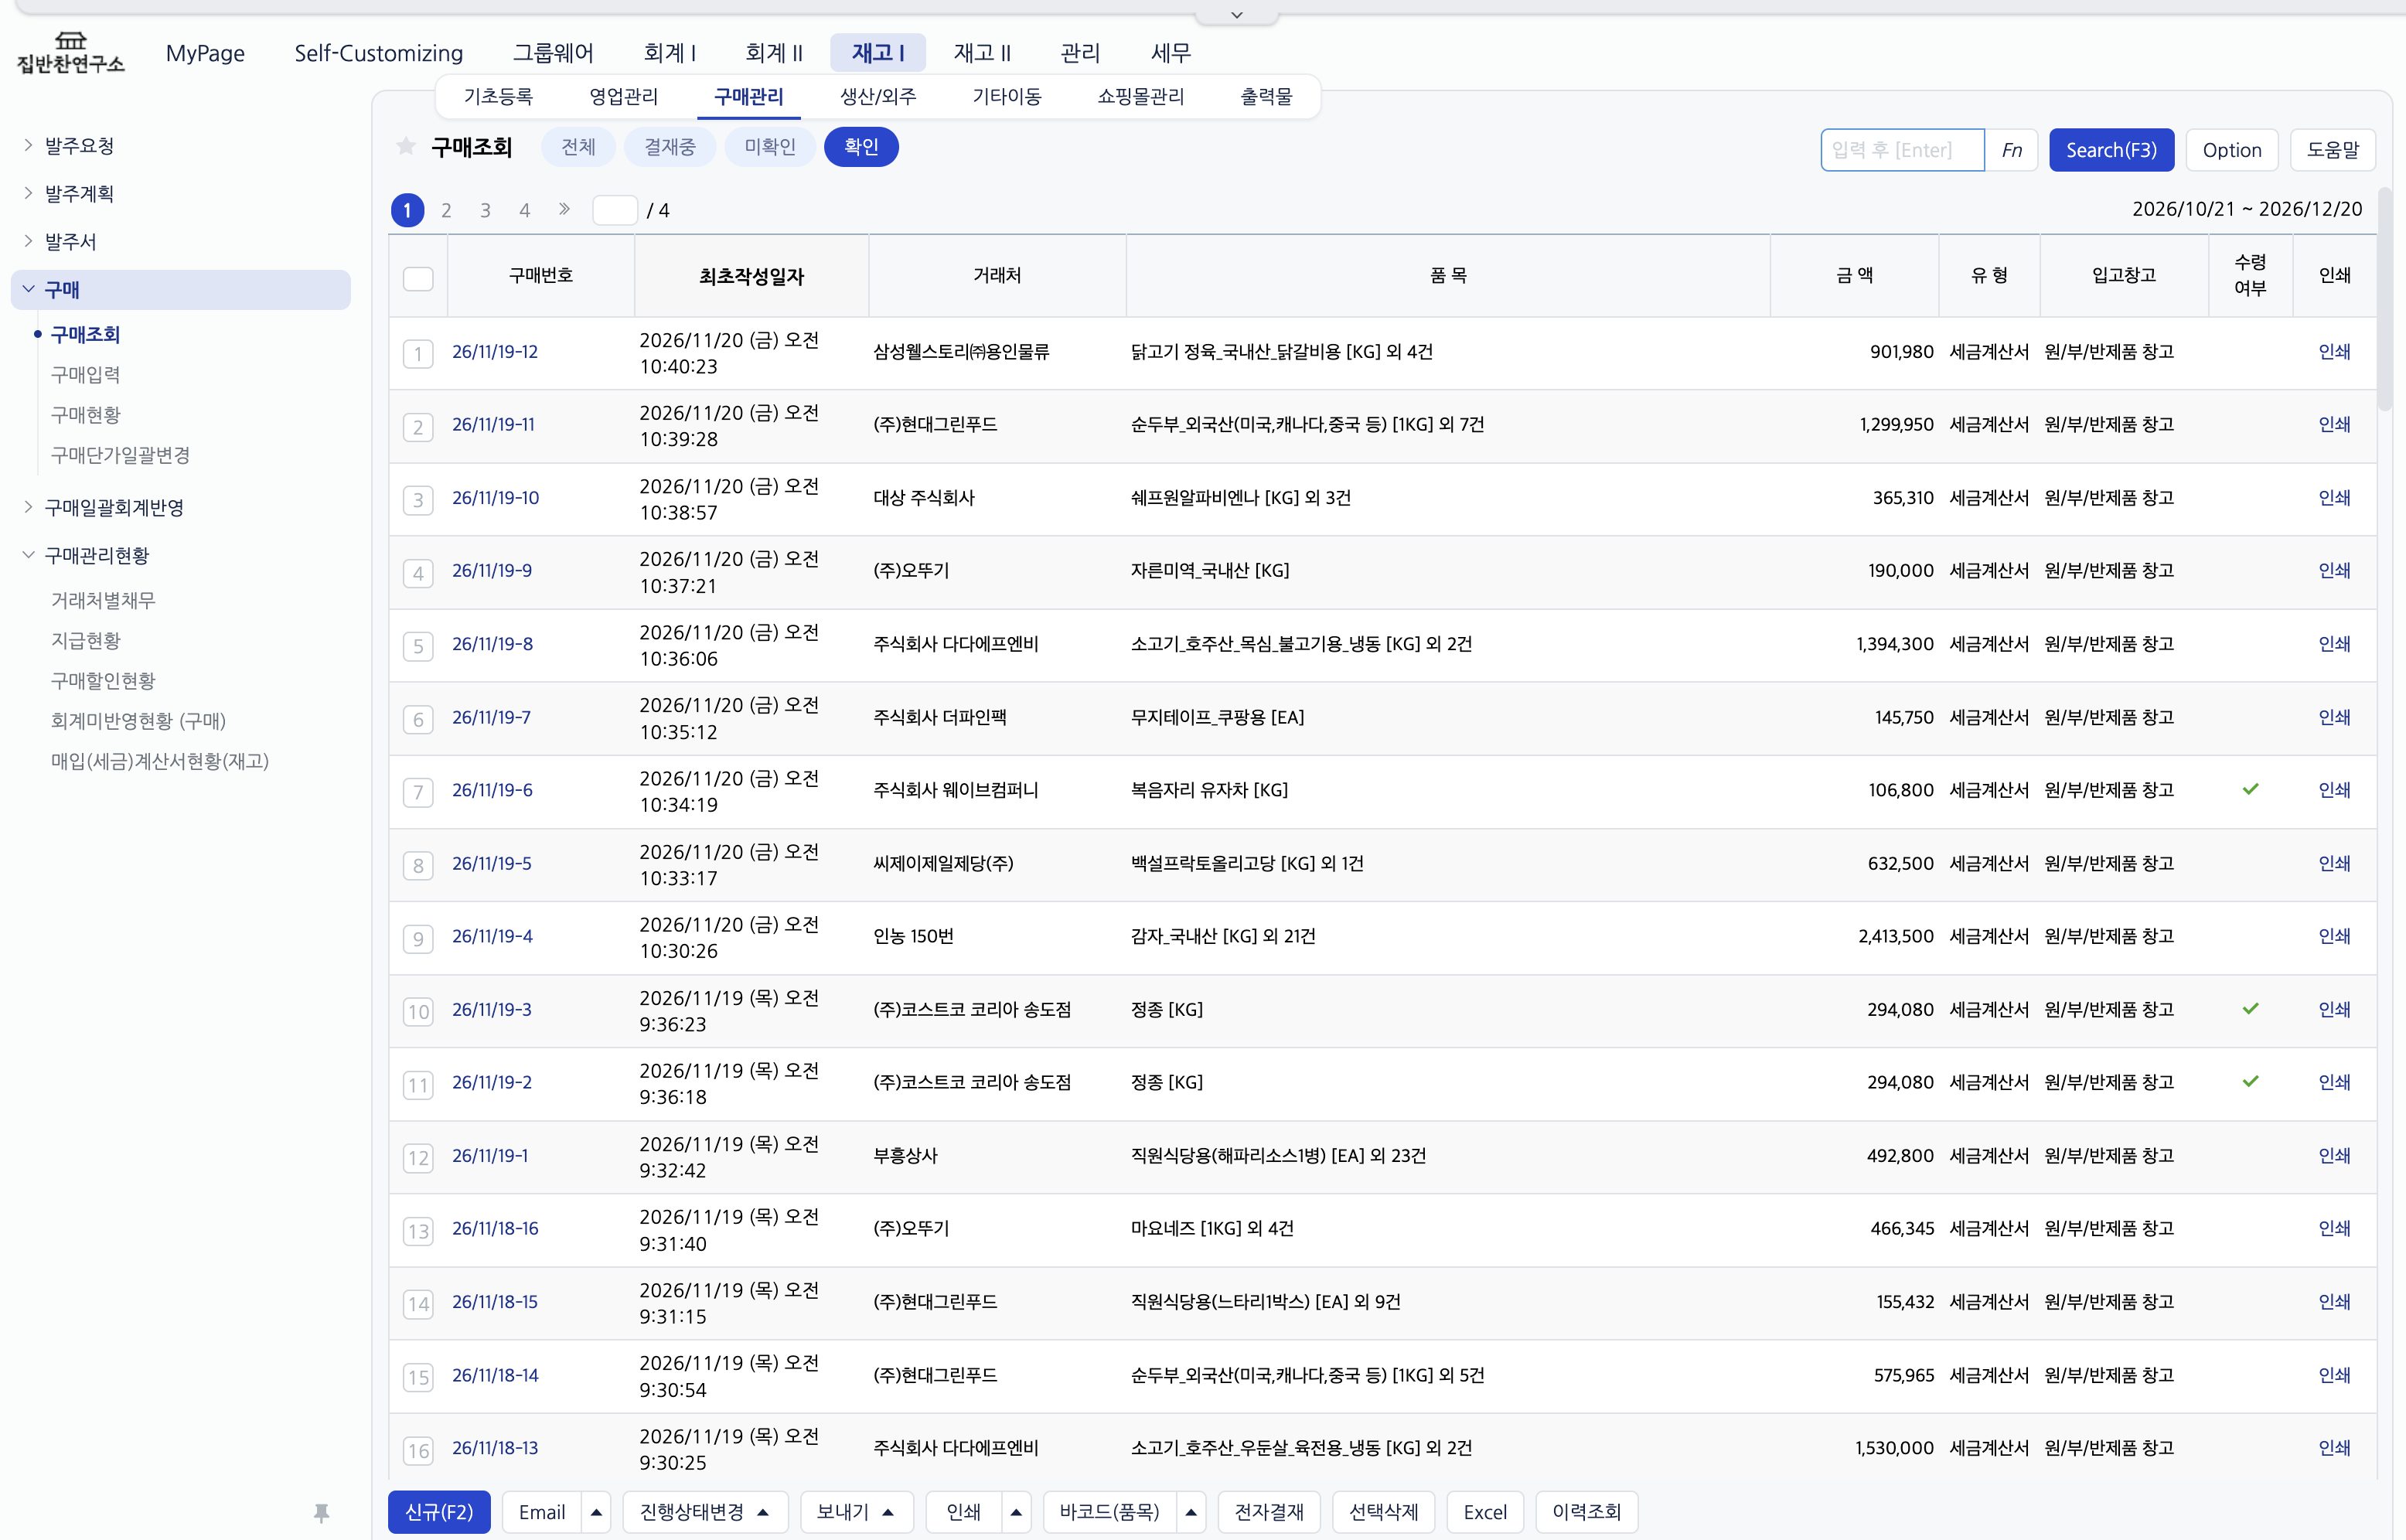 집반찬연구소
MyPage Self-Customizing 그룹웨어 회계 I 회계 II 재고 I 재고 II 관리 세무
기초등록 영업관리 구매관리 생산/외주 기타이동 쇼핑몰관리 출력물
발주요청
발주계획
발주서
구매
구매조회
구매입력
구매현황
구매단가일괄변경
구매일괄회계반영
구매관리현황
거래처별채무
지급현황
구매할인현황
회계미반영현황 (구매)
매입(세금)계산서현황(재고)
구매조회 전체 결재중 미확인 확인 입력 후 [Enter] Fn Search(F3) Option 도움말
1 2 3 4 » / 4 2026/10/21 ~ 2026/12/20
구매번호 최초작성일자 거래처 품 목 금 액 유 형 입고창고 수령 인쇄
여부
1 26/11/19-12 2026/11/20 (금) 오전 삼성웰스토리㈜용인물류 닭고기 정육_국내산_닭갈비용 [KG] 외 4건 901,980 세금계산서 원/부/반제품 창고 인쇄
10:40:23
2 26/11/19-11 2026/11/20 (금) 오전 (주)현대그린푸드 순두부_외국산(미국,캐나다,중국 등) [1KG] 외 7건 1,299,950 세금계산서 원/부/반제품 창고 인쇄
10:39:28
3 26/11/19-10 2026/11/20 (금) 오전 대상 주식회사 쉐프원알파비엔나 [KG] 외 3건 365,310 세금계산서 원/부/반제품 창고 인쇄
10:38:57
4 26/11/19-9 2026/11/20 (금) 오전 (주)오뚜기 자른미역_국내산 [KG] 190,000 세금계산서 원/부/반제품 창고 인쇄
10:37:21
5 26/11/19-8 2026/11/20 (금) 오전 주식회사 다다에프엔비 소고기_호주산_목심_불고기용_냉동 [KG] 외 2건 1,394,300 세금계산서 원/부/반제품 창고 인쇄
10:36:06
6 26/11/19-7 2026/11/20 (금) 오전 주식회사 더파인팩 무지테이프_쿠팡용 [EA] 145,750 세금계산서 원/부/반제품 창고 인쇄
10:35:12
7 26/11/19-6 2026/11/20 (금) 오전 주식회사 웨이브컴퍼니 복음자리 유자차 [KG] 106,800 세금계산서 원/부/반제품 창고 ✓ 인쇄
10:34:19
8 26/11/19-5 2026/11/20 (금) 오전 씨제이제일제당(주) 백설프락토올리고당 [KG] 외 1건 632,500 세금계산서 원/부/반제품 창고 인쇄
10:33:17
9 26/11/19-4 2026/11/20 (금) 오전 인농 150번 감자_국내산 [KG] 외 21건 2,413,500 세금계산서 원/부/반제품 창고 인쇄
10:30:26
10 26/11/19-3 2026/11/19 (목) 오전 (주)코스트코 코리아 송도점 정종 [KG] 294,080 세금계산서 원/부/반제품 창고 ✓ 인쇄
9:36:23
11 26/11/19-2 2026/11/19 (목) 오전 (주)코스트코 코리아 송도점 정종 [KG] 294,080 세금계산서 원/부/반제품 창고 ✓ 인쇄
9:36:18
12 26/11/19-1 2026/11/19 (목) 오전 부흥상사 직원식당용(해파리소스1병) [EA] 외 23건 492,800 세금계산서 원/부/반제품 창고 인쇄
9:32:42
13 26/11/18-16 2026/11/19 (목) 오전 (주)오뚜기 마요네즈 [1KG] 외 4건 466,345 세금계산서 원/부/반제품 창고 인쇄
9:31:40
14 26/11/18-15 2026/11/19 (목) 오전 (주)현대그린푸드 직원식당용(느타리1박스) [EA] 외 9건 155,432 세금계산서 원/부/반제품 창고 인쇄
9:31:15
15 26/11/18-14 2026/11/19 (목) 오전 (주)현대그린푸드 순두부_외국산(미국,캐나다,중국 등) [1KG] 외 5건 575,965 세금계산서 원/부/반제품 창고 인쇄
9:30:54
16 26/11/18-13 2026/11/19 (목) 오전 주식회사 다다에프엔비 소고기_호주산_우둔살_육전용_냉동 [KG] 외 2건 1,530,000 세금계산서 원/부/반제품 창고 인쇄
9:30:25
신규(F2) Email 진행상태변경 보내기 인쇄 바코드(품목) 전자결재 선택삭제 Excel 이력조회